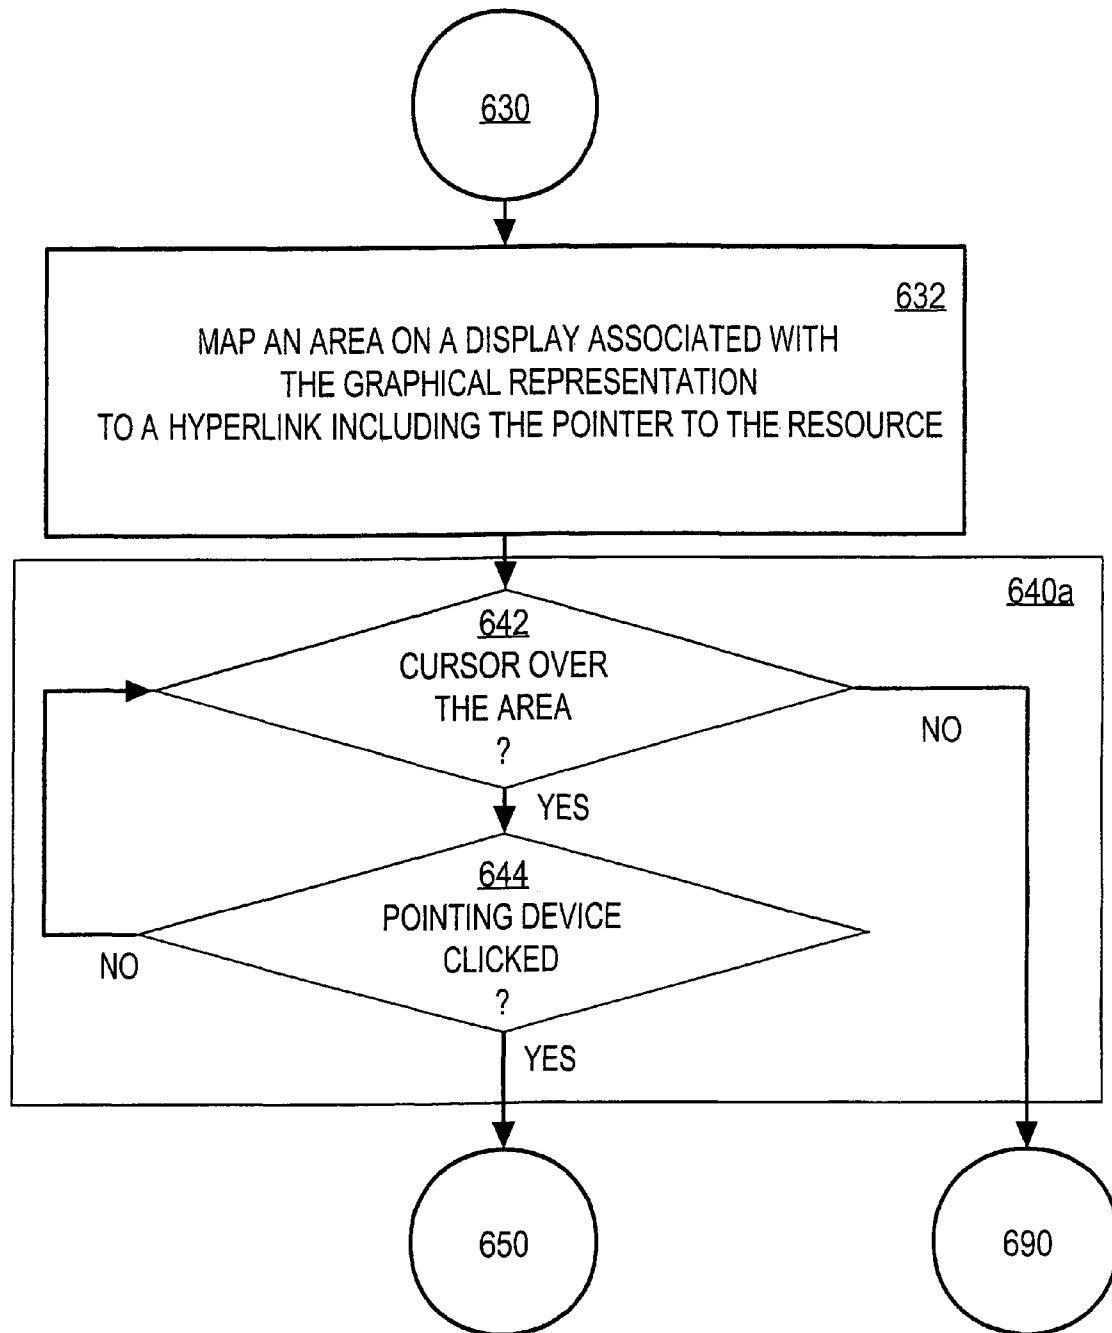 630
632
MAP AN AREA ON A DISPLAY ASSOCIATED WITH
THE GRAPHICAL REPRESENTATION
TO A HYPERLINK INCLUDING THE POINTER TO THE RESOURCE
640a
642
CURSOR OVER
THE AREA
?
NO
YES
644
POINTING DEVICE
CLICKED
?
NO
YES
650
690